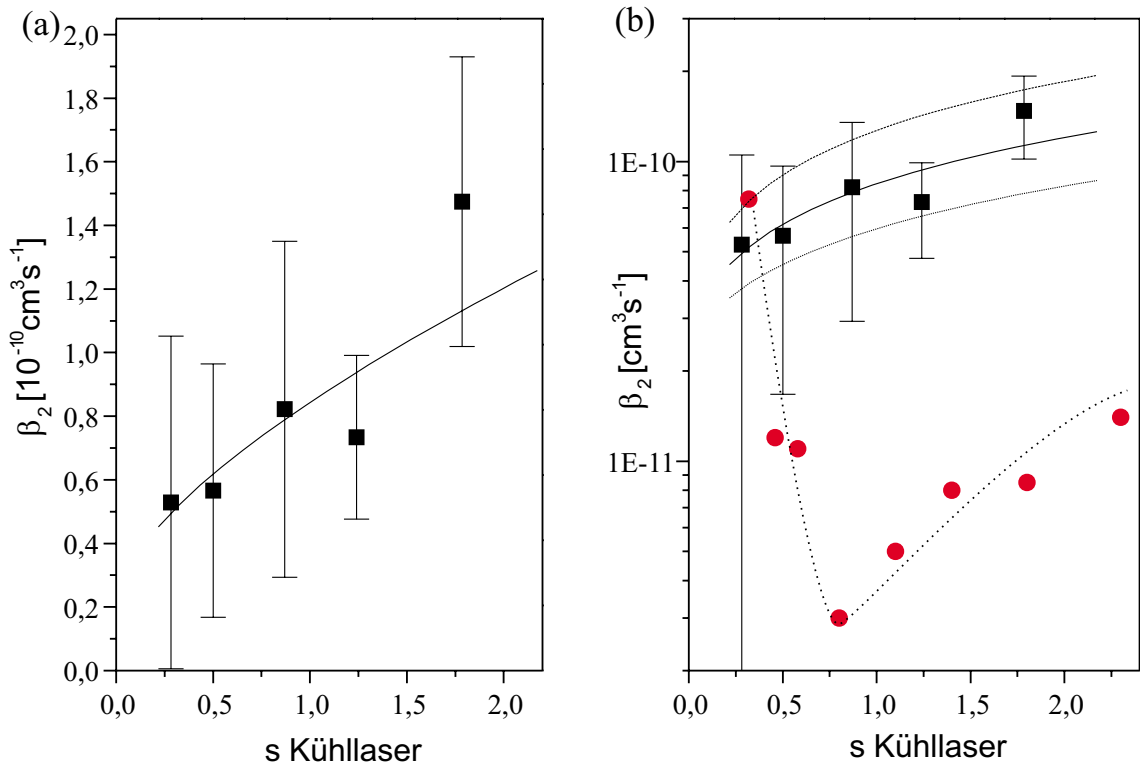 (a)
2,0
1,8
1,6
1,4
1,2
1,0
0,8
0,6
0,4
0,2
0,0
β₂ [10⁻¹⁰cm³s⁻¹]
0,0 0,5 1,0 1,5 2,0
s Kühllaser
(b)
1E-10
1E-11
β₂ [cm³s⁻¹]
0,0 0,5 1,0 1,5 2,0
s Kühllaser